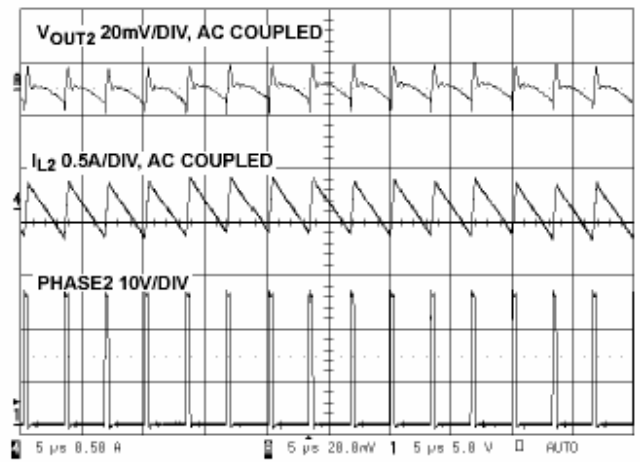 VOUT2 20mV/DIV, AC COUPLED
IL2 0.5A/DIV, AC COUPLED
PHASE2 10V/DIV
5 µs 0.50 A 5 µs 20.0mV 1 5 µs 5.0 V AUTO